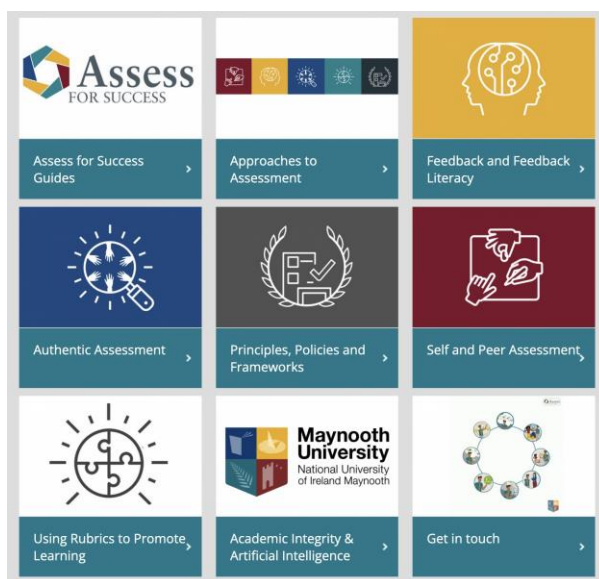 Assess
FOR SUCCESS
Assess for Success
Guides
Approaches to
Assessment
Feedback and Feedback
Literacy
Authentic Assessment
Principles, Policies and
Frameworks
Self and Peer Assessment
Maynooth
University
National University
of Ireland Maynooth
Using Rubrics to Promote
Learning
Academic Integrity &
Artificial Intelligence
Get in touch